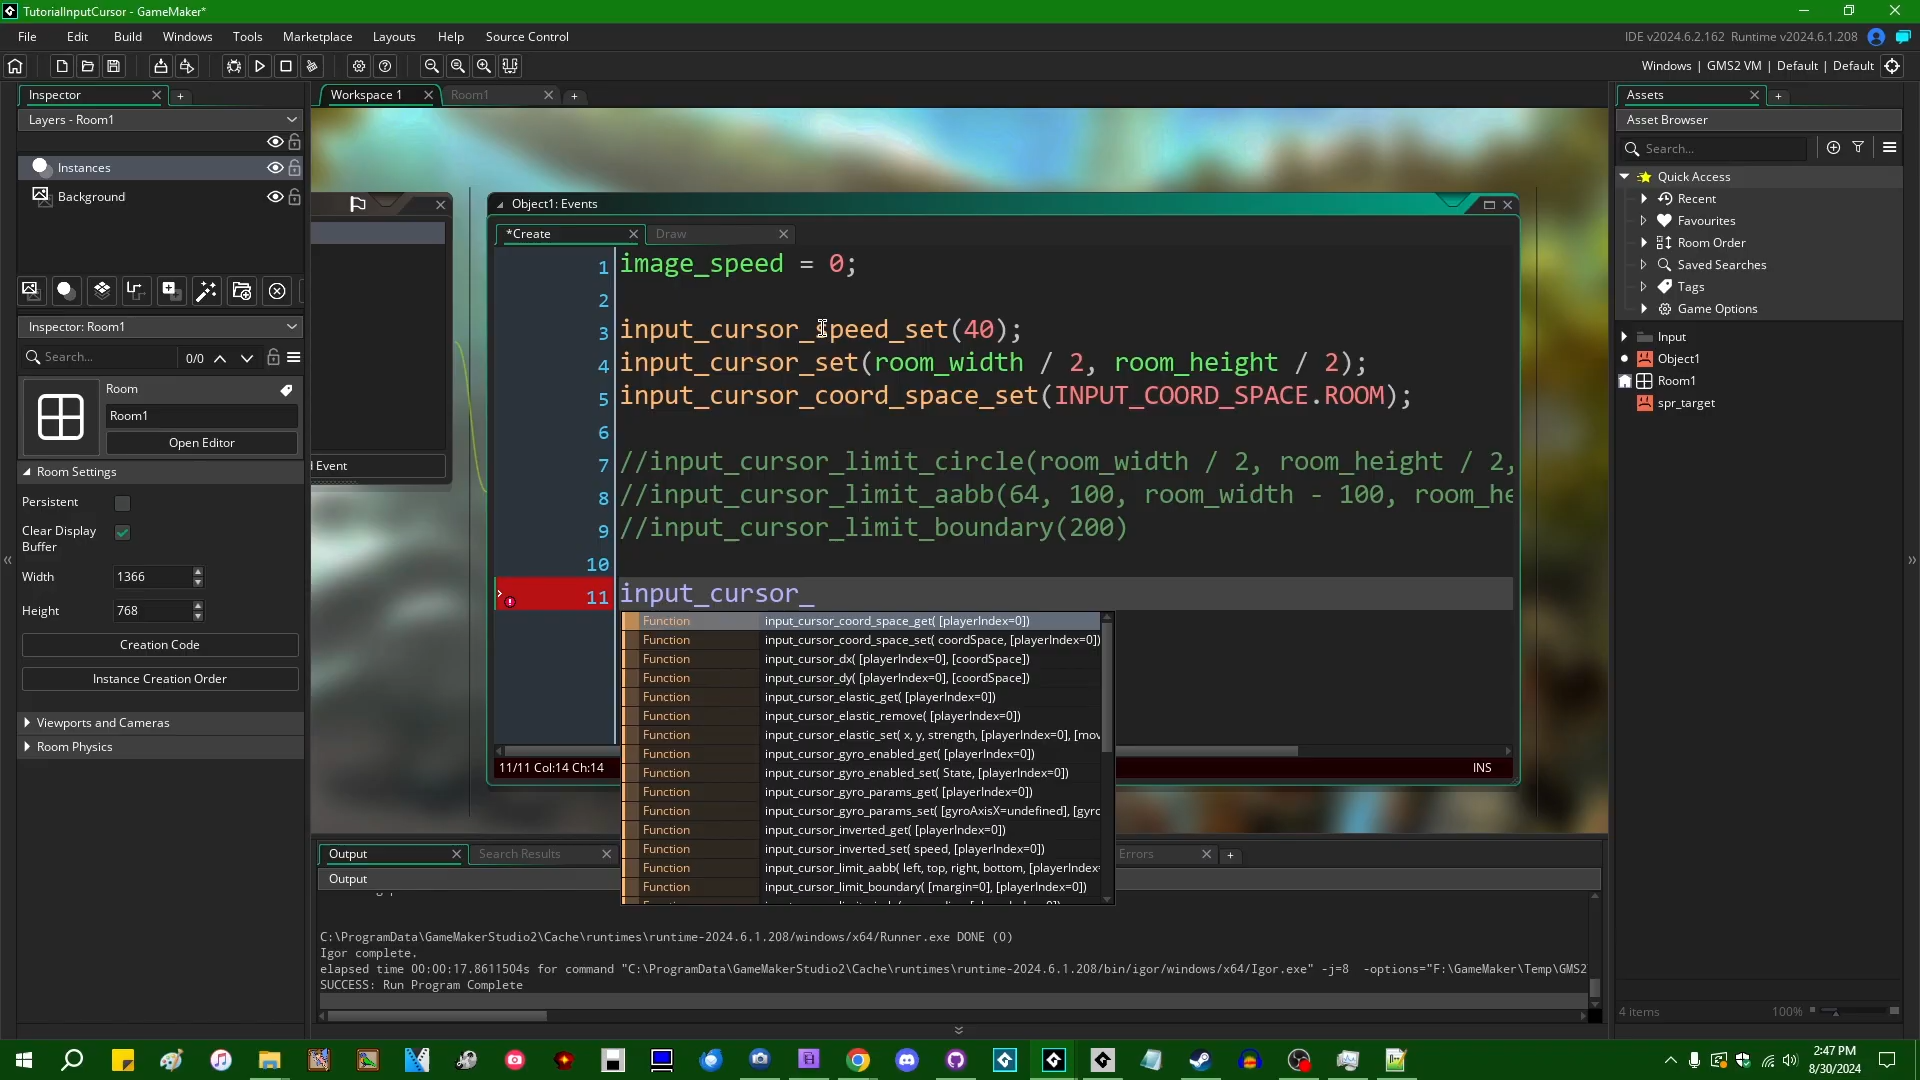 TutorialInputCursor - GameMaker*
File Edit Build Windows Tools Marketplace Layouts Help Source Control
IDE v2024.6.2.162 Runtime v2024.6.1.208
Windows | GMS2 VM | Default | Default
Inspector
Workspace 1
Room1
Assets
Layers - Room1
Asset Browser
Search...
Instances
Background
Quick Access
Recent
Favourites
Room Order
Saved Searches
Tags
Game Options
Input
Object1
Room1
spr_target
Inspector: Room1
Search... 0/0
Room
Room1
Open Editor
Room Settings
Persistent
Clear Display
Buffer
Width 1366
Height 768
Creation Code
Instance Creation Order
Viewports and Cameras
Room Physics
d Event
Object1: Events
*Create
Draw
1 image_speed = 0;
2
3 input_cursor_speed_set(40);
4 input_cursor_set(room_width / 2, room_height / 2);
5 input_cursor_coord_space_set(INPUT_COORD_SPACE.ROOM);
6
7 //input_cursor_limit_circle(room_width / 2, room_height / 2,
8 //input_cursor_limit_aabb(64, 100, room_width - 100, room_he
9 //input_cursor_limit_boundary(200)
10
11 input_cursor_
Function input_cursor_coord_space_get( [playerIndex=0])
Function input_cursor_coord_space_set( coordSpace, [playerIndex=0])
Function input_cursor_dx( [playerIndex=0], [coordSpace])
Function input_cursor_dy( [playerIndex=0], [coordSpace])
Function input_cursor_elastic_get( [playerIndex=0])
Function input_cursor_elastic_remove( [playerIndex=0])
Function input_cursor_elastic_set( x, y, strength, [playerIndex=0], [mov
Function input_cursor_gyro_enabled_get( [playerIndex=0])
Function input_cursor_gyro_enabled_set( State, [playerIndex=0])
Function input_cursor_gyro_params_get( [playerIndex=0])
Function input_cursor_gyro_params_set( [gyroAxisX=undefined], [gyro
Function input_cursor_inverted_get( [playerIndex=0])
Function input_cursor_inverted_set( speed, [playerIndex=0])
Function input_cursor_limit_aabb( left, top, right, bottom, [playerIndex=
Function input_cursor_limit_boundary( [margin=0], [playerIndex=0])
11/11 Col:14 Ch:14
INS
Output
Search Results
Errors
Output
C:\ProgramData\GameMakerStudio2\Cache\runtimes\runtime-2024.6.1.208/windows/x64/Runner.exe DONE (0)
Igor complete.
elapsed time 00:00:17.8611504s for command "C:\ProgramData\GameMakerStudio2\Cache\runtimes\runtime-2024.6.1.208/bin/igor/windows/x64/Igor.exe" -j=8 -options="F:\GameMaker\Temp\GMS2
SUCCESS: Run Program Complete
4 items
100%
2:47 PM
8/30/2024